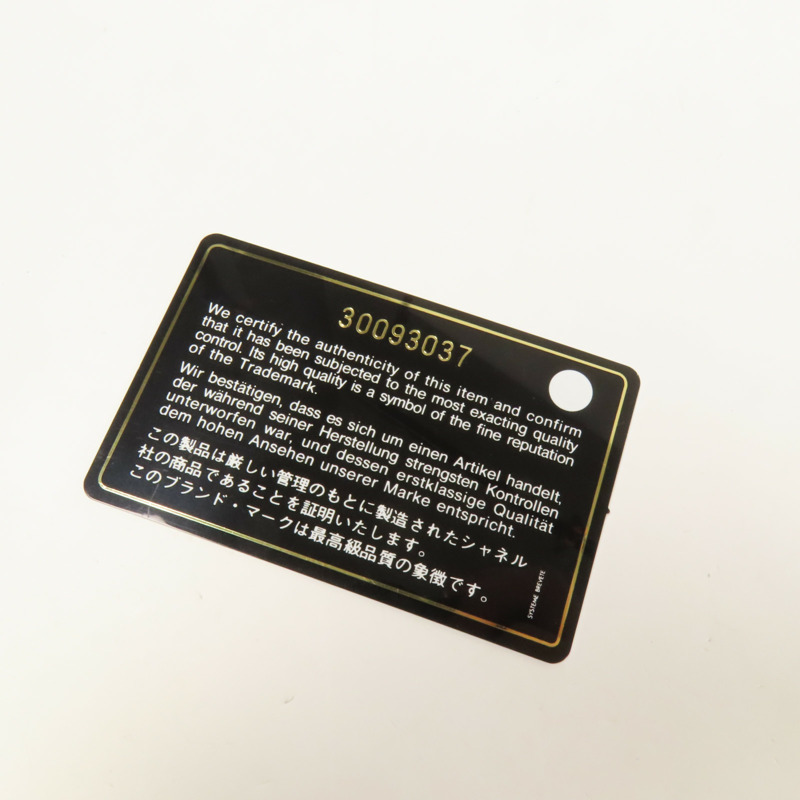 30093037
We certify the authenticity of this item and confirm
that it has been subjected to the most exacting quality
control. Its high quality is a symbol of the fine reputation
of the Trademark.
Wir bestätigen, dass es sich um einen Artikel handelt,
der während seiner Herstellung strengsten Kontrollen
unterworfen war, und dessen erstklassige Qualität
dem hohen Ansehen unserer Marke entspricht.
この製品は厳しい管理のもとに製造されたシャネル
社の商品であることを証明いたします。
このブランド・マークは最高級品質の象徴です。
SYSTEME BREVETE